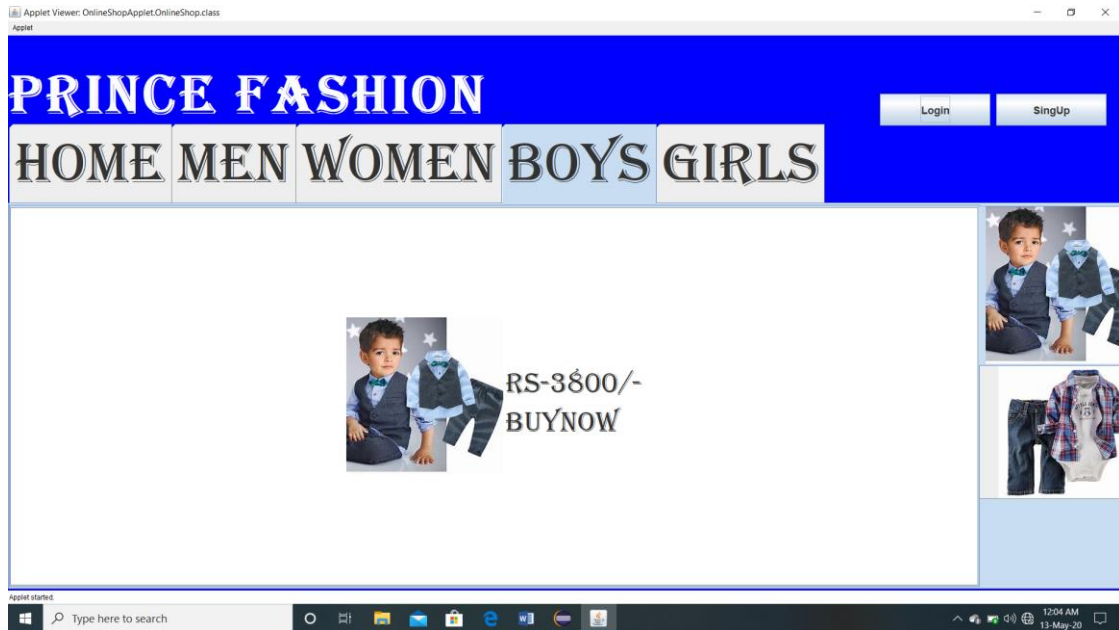 Applet Viewer: OnlineShopApplet.OnlineShop.class
Applet
PRINCE FASHION
Login
SingUp
HOME MEN WOMEN BOYS GIRLS
RS-3800/-
BUYNOW
Applet started.
Type here to search
12:04 AM
13-May-20